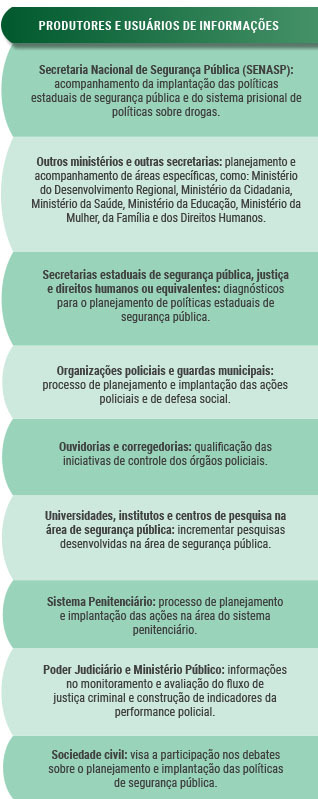 PRODUTORES E USUÁRIOS DE INFORMAÇÕES
Secretaria Nacional de Segurança Pública (SENASP):
acompanhamento da implantação das políticas
estaduais de segurança pública e do sistema prisional de
políticas sobre drogas.
Outros ministérios e outras secretarias: planejamento e
acompanhamento de áreas específicas, como: Ministério
do Desenvolvimento Regional, Ministério da Cidadania,
Ministério da Saúde, Ministério da Educação, Ministério da
Mulher, da Família e dos Direitos Humanos.
Secretarias estaduais de segurança pública, justiça
e direitos humanos ou equivalentes: diagnósticos
para o planejamento de políticas estaduais de
segurança pública.
Organizações policiais e guardas municipais:
processo de planejamento e implantação das ações
policiais e de defesa social.
Ouvidorias e corregedorias: qualificação das
iniciativas de controle dos órgãos policiais.
Universidades, institutos e centros de pesquisa na
área de segurança pública: incrementar pesquisas
desenvolvidas na área de segurança pública.
Sistema Penitenciário: processo de planejamento
e implantação das ações na área do sistema
penitenciário.
Poder Judiciário e Ministério Público: informações
no monitoramento e avaliação do fluxo de
justiça criminal e construção de indicadores da
performance policial.
Sociedade civil: visa a participação nos debates
sobre o planejamento e implantação das políticas
de segurança pública.